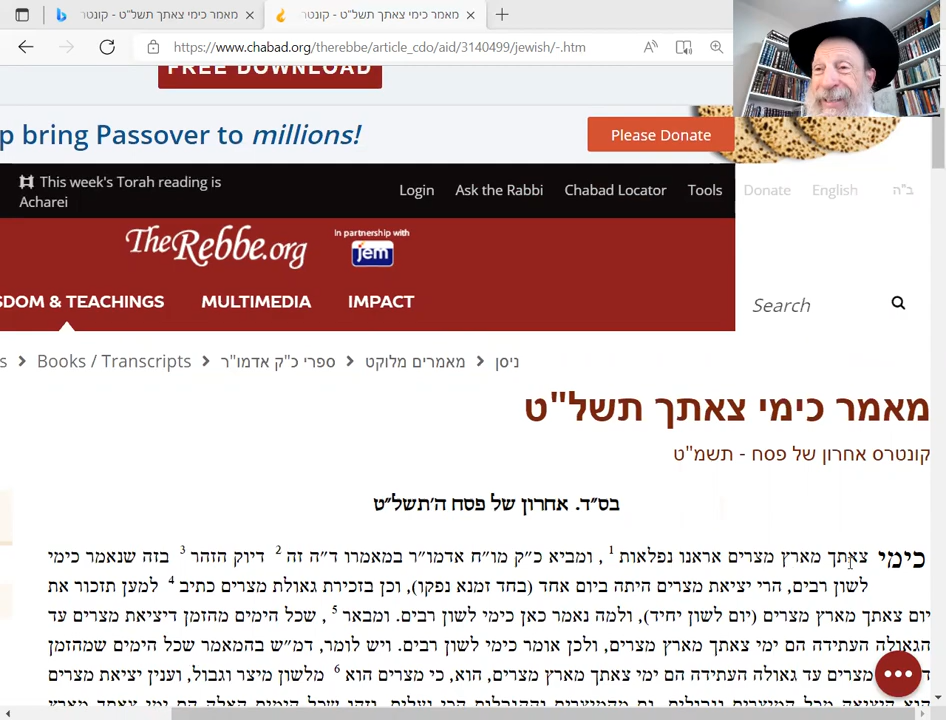 מאמר כימי צאתך תשל"ט - קונטר
מאמר כימי צאתך תשל"ט - קונטר
https://www.chabad.org/therebbe/article_cdo/aid/3140499/jewish/-.htm
FREE DOWNLOAD
p bring Passover to millions!
Please Donate
This week's Torah reading is
Acharei
Login Ask the Rabbi Chabad Locator Tools Donate English ב"ה
TheRebbe.org
In partnership with
jem
SDOM & TEACHINGS MULTIMEDIA IMPACT
Search
s > Books / Transcripts > ספרי כ"ק אדמו"ר > מאמרים מלוקט > ניסן
מאמר כימי צאתך תשל"ט
קונטרס אחרון של פסח - תשמ"ט
בס״ד. אחרון של פסח ה׳תשל״ט
כימי צאתך מארץ מצרים אראנו נפלאות 1, ומביא כ״ק מו״ח אדמו״ר במאמרו ד״ה זה 2 דיוק הזהר 3 בזה שנאמר כימי
לשון רבים, הרי יציאת מצרים היתה ביום אחד (בחד זמנא נפקו), וכן בזכירת גאולת מצרים כתיב 4 למען תזכור את
יום צאתך מארץ מצרים (יום לשון יחיד), ולמה נאמר כאן כימי לשון רבים. ומבאר 5, שכל הימים מהזמן דיציאת מצרים עד
הגאולה העתידה הם ימי צאתך מארץ מצרים, ולכן אומר כימי לשון רבים. ויש לומר, דמ״ש בהמאמר שכל הימים שמהזמן
מצרים עד גאולה העתידה הם ימי צאתך מארץ מצרים, הוא, כי מצרים הוא 6 מלשון מיצר וגבול, וענין יציאת מצרים